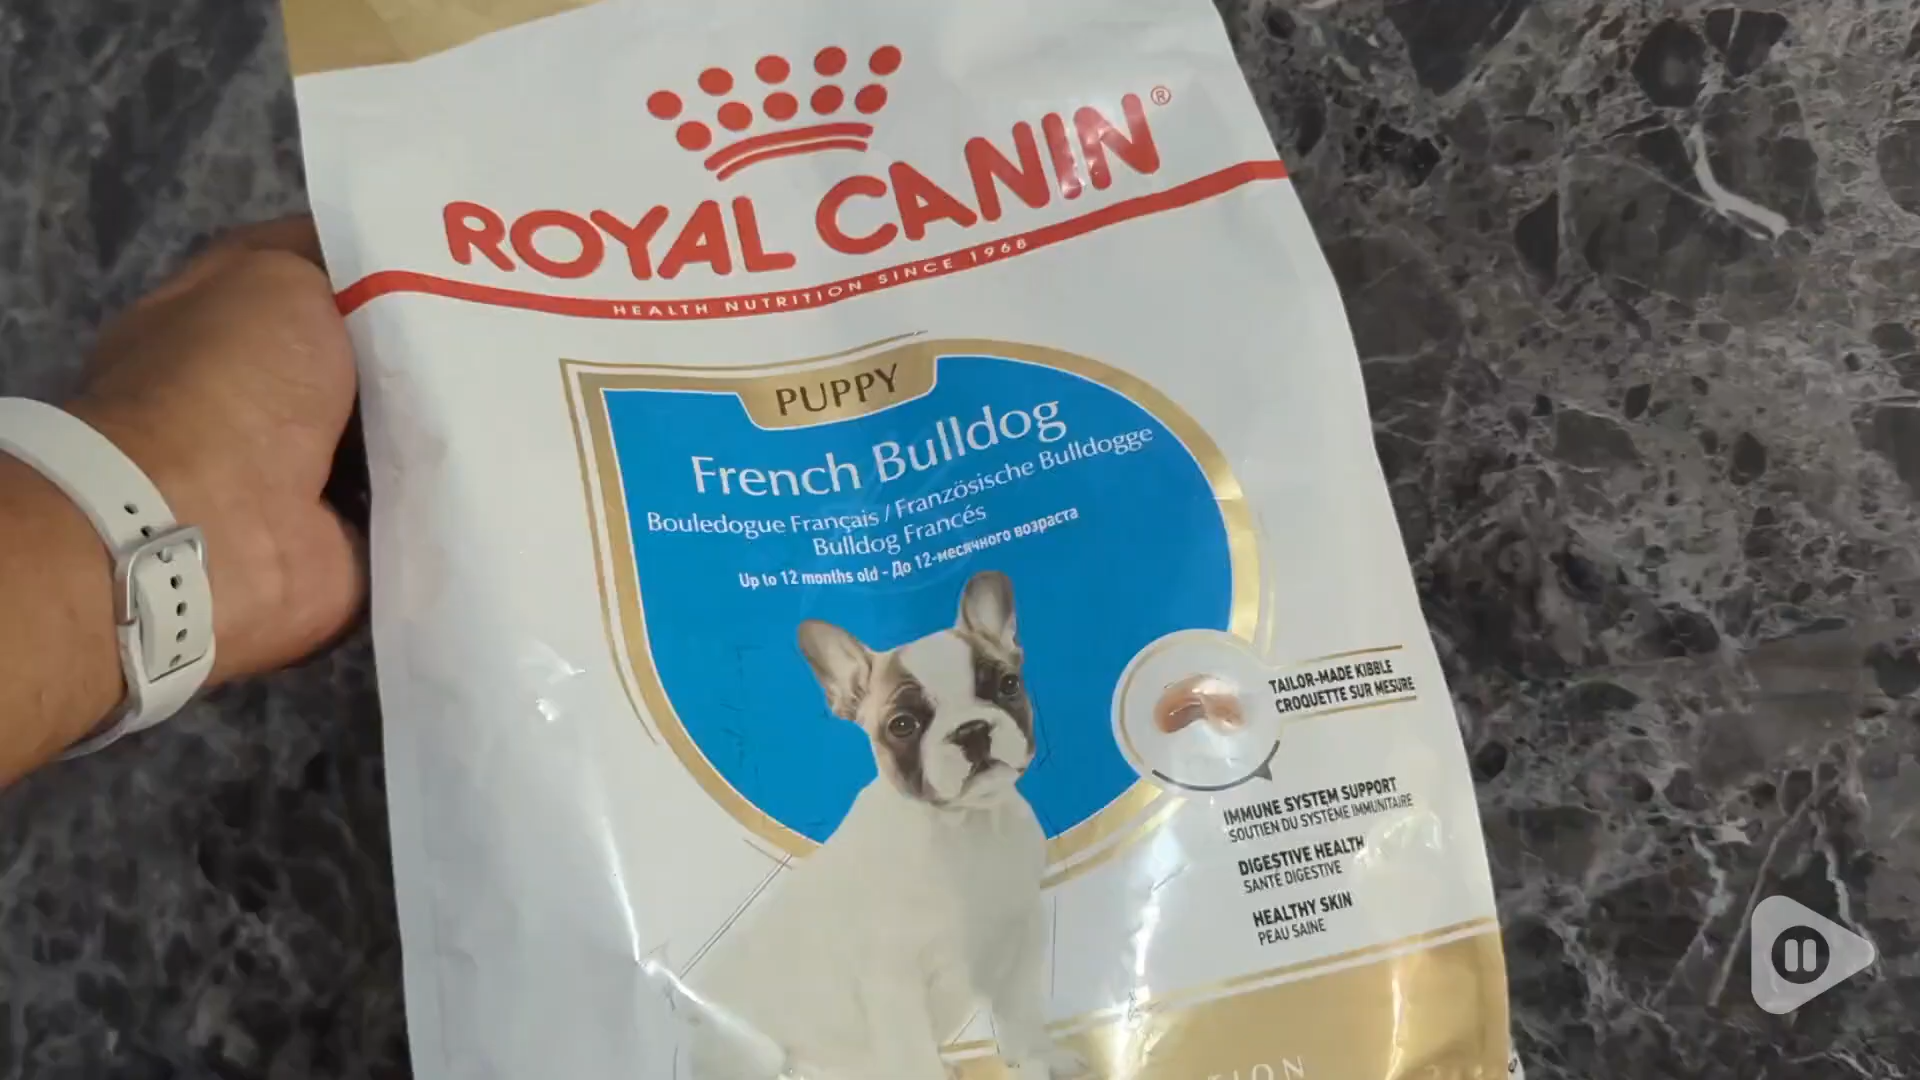 ROYAL CANIN®
HEALTH NUTRITION SINCE 1968
PUPPY
French Bulldog
Bouledogue Français / Französische Bulldogge
Bulldog Francés
Up to 12 months old - До 12-месячного возраста
TAILOR-MADE KIBBLE
CROQUETTE SUR MESURE
IMMUNE SYSTEM SUPPORT
SOUTIEN DU SYSTÈME IMMUNITAIRE
DIGESTIVE HEALTH
SANTÉ DIGESTIVE
HEALTHY SKIN
PEAU SAINE